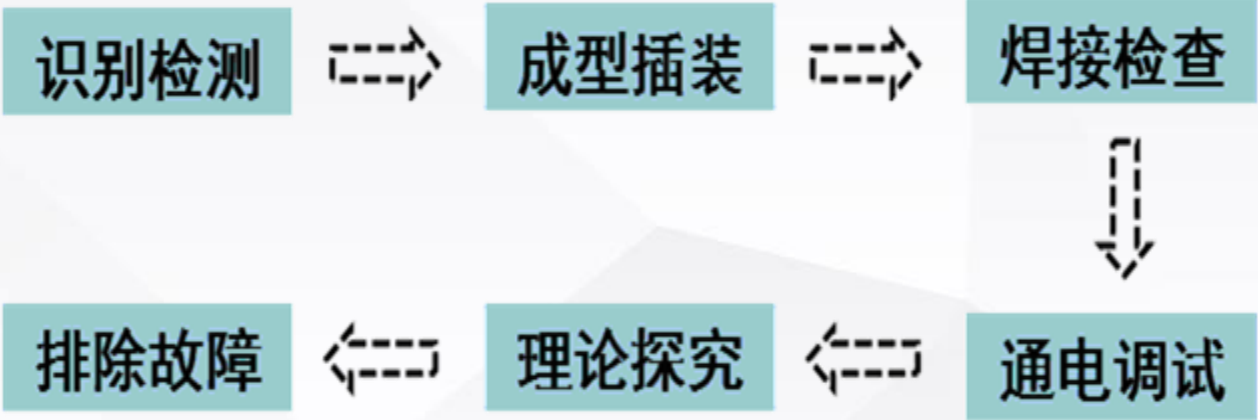 识别检测
成型插装
焊接检查
通电调试
理论探究
排除故障